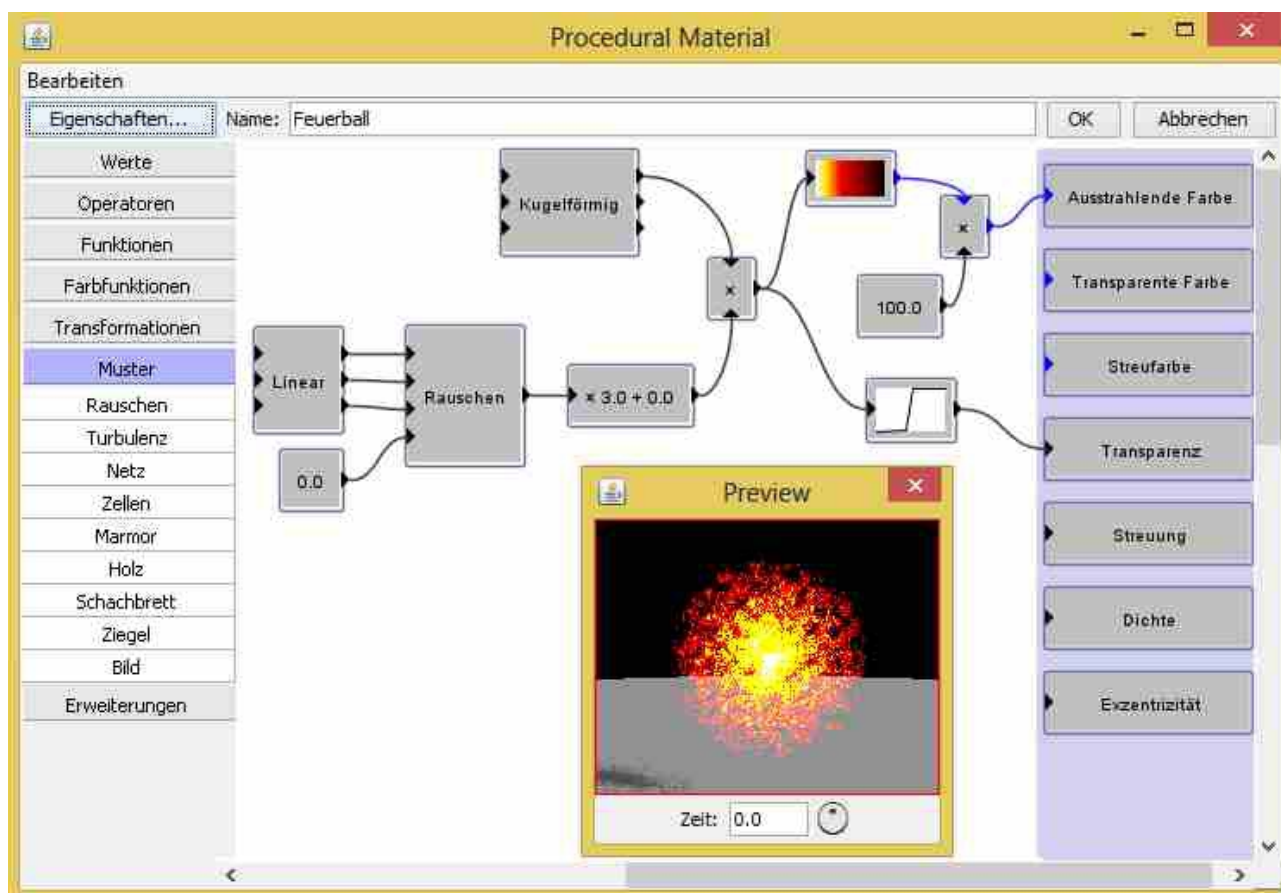 Procedural Material
Bearbeiten
Eigenschaften... Name: Feuerball OK Abbrechen
Werte
Operatoren
Funktionen
Farbfunktionen
Transformationen
Muster
Rauschen
Turbulenz
Netz
Zellen
Marmor
Holz
Schachbrett
Ziegel
Bild
Erweiterungen
Kugelförmig
x
100.0
x
Linear
Rauschen
x 3.0 + 0.0
0.0
Preview
Zeit: 0.0
Ausstrahlende Farbe
Transparente Farbe
Streufarbe
Transparenz
Streuung
Dichte
Exzentrizität